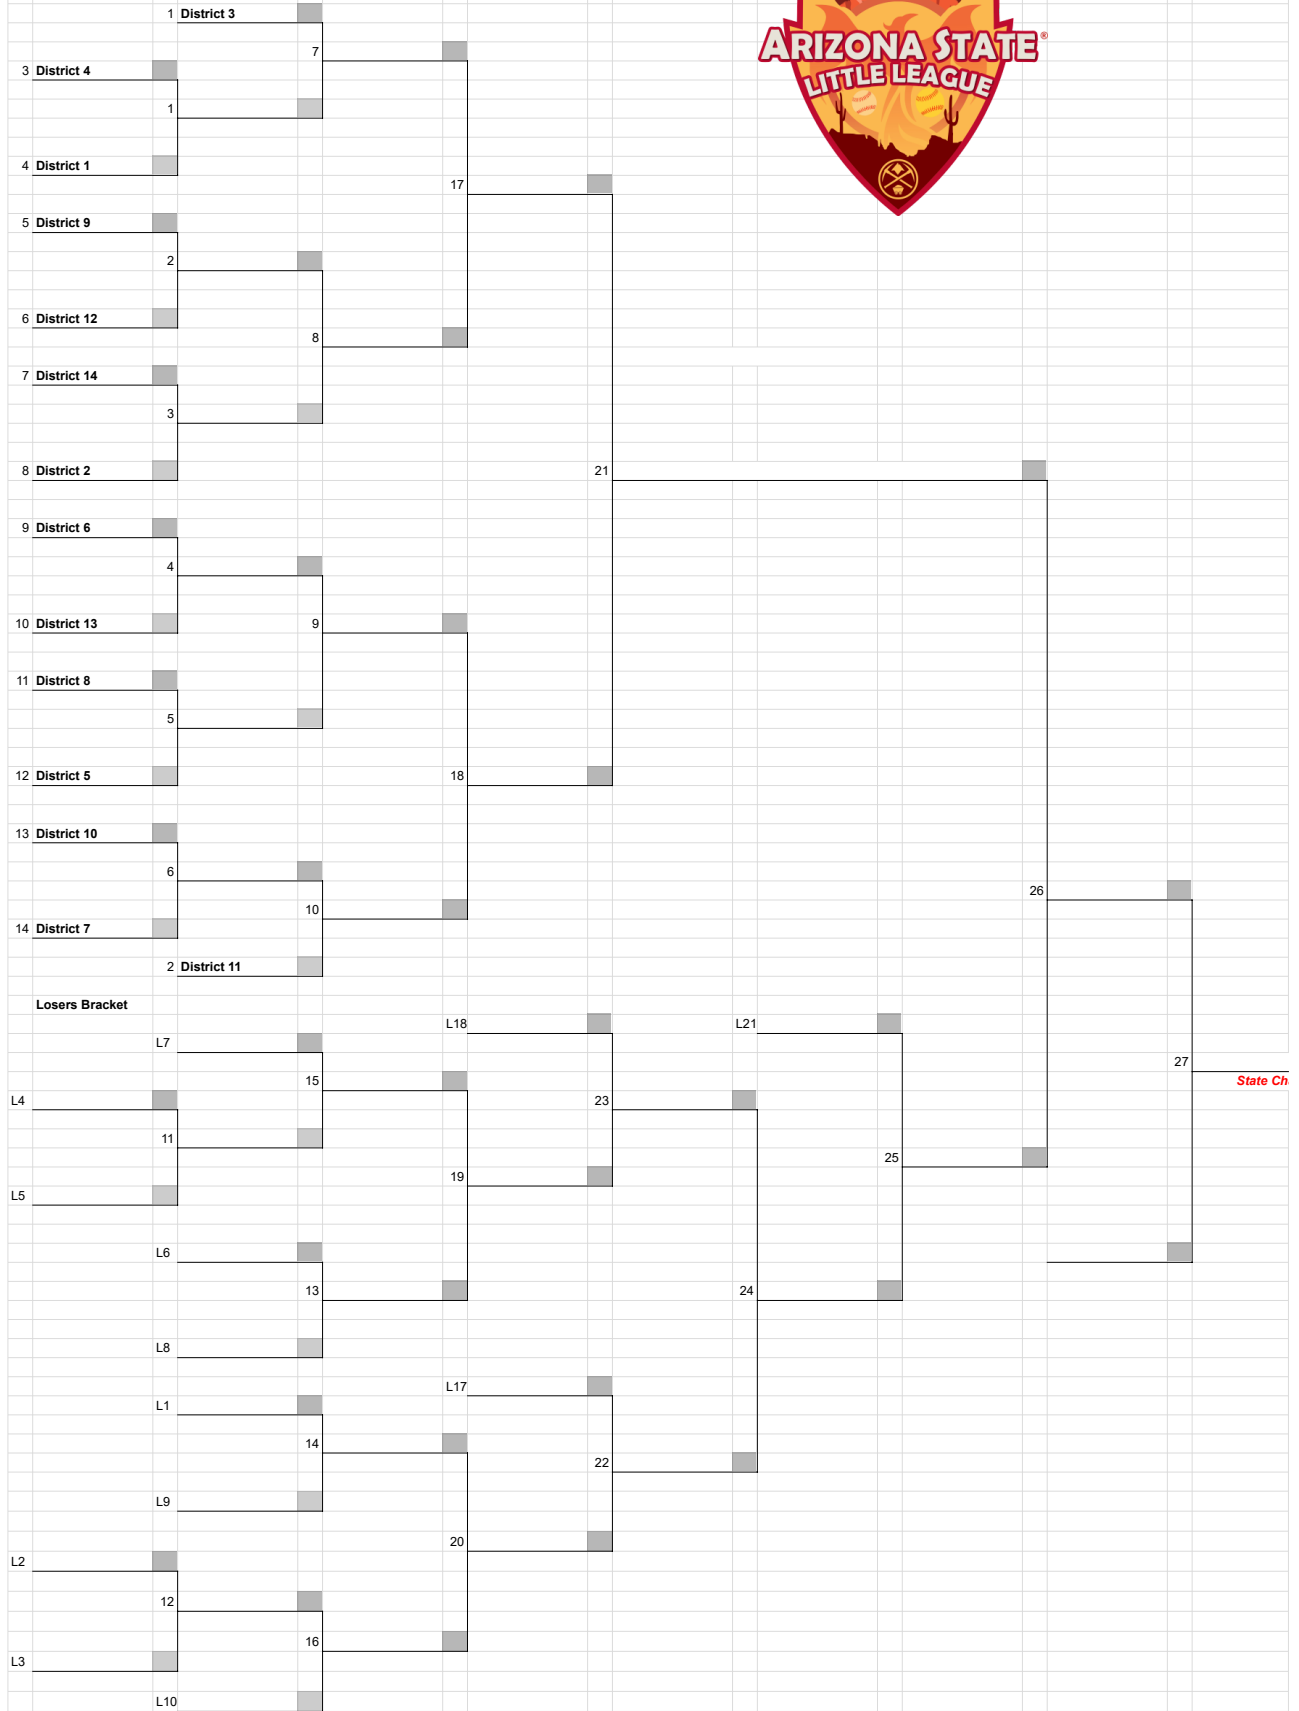 1 District 3
ARIZONA STATE®
LITTLE LEAGUE
7
3 District 4
1
4 District 1
17
5 District 9
2
6 District 12
8
7 District 14
3
8 District 2
21
9 District 6
4
10 District 13
9
11 District 8
5
12 District 5
18
13 District 10
6
26
10
14 District 7
2 District 11
Losers Bracket
L18
L21
L7
27
15
State Ch
L4
23
11
25
19
L5
L6
13
24
L8
L17
L1
14
22
L9
20
L2
12
16
L3
L10